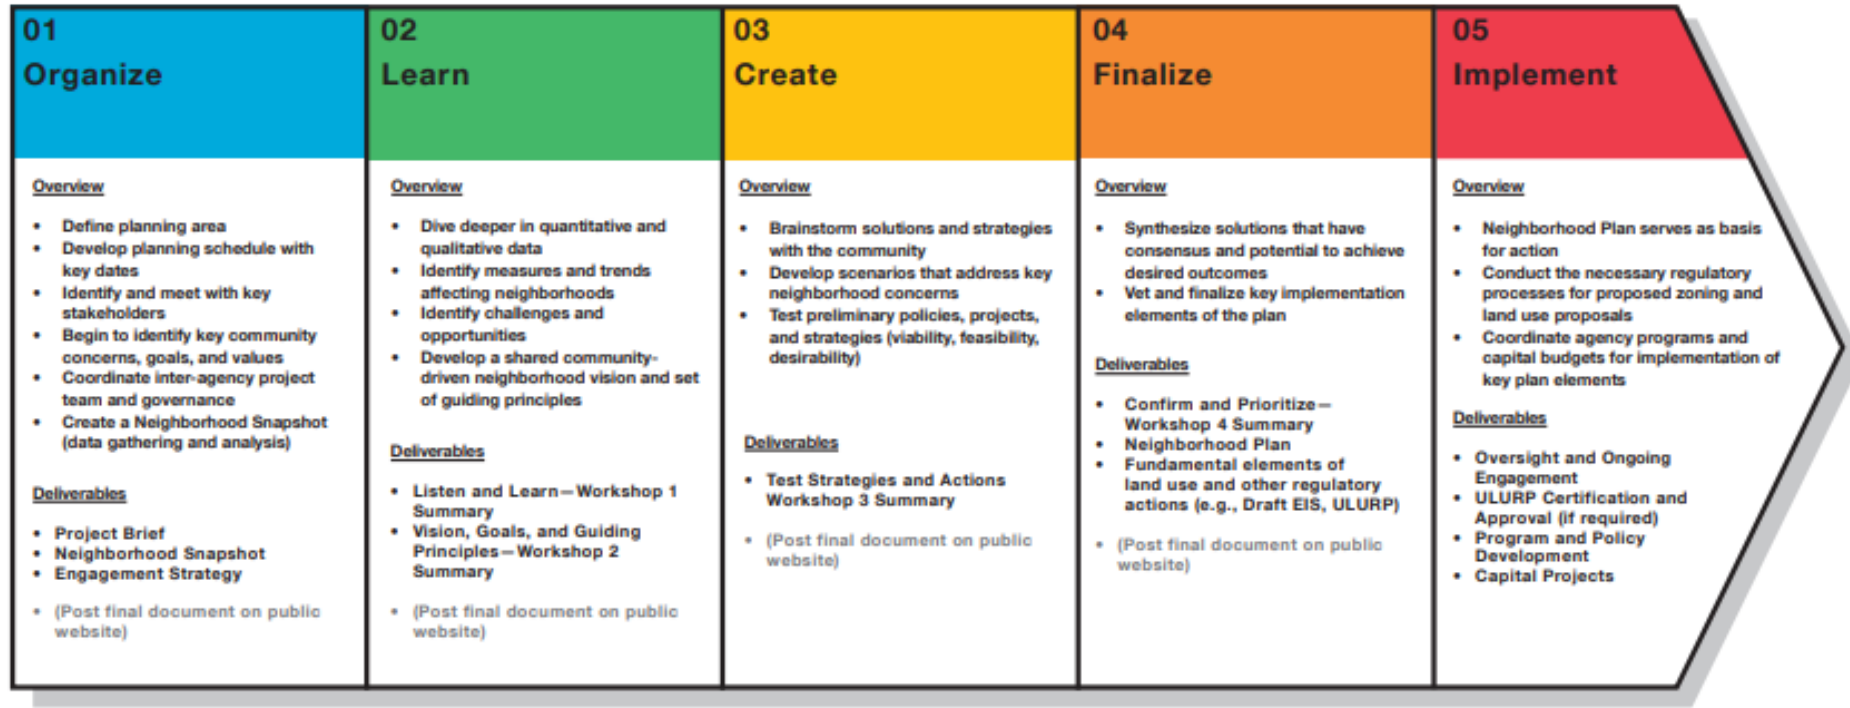 01
Organize
Overview
• Define planning area
• Develop planning schedule with
key dates
• Identify and meet with key
stakeholders
• Begin to identify key community
concerns, goals, and values
• Coordinate inter-agency project
team and governance
• Create a Neighborhood Snapshot
(data gathering and analysis)
Deliverables
• Project Brief
• Neighborhood Snapshot
• Engagement Strategy
• (Post final document on public
website)
02
Learn
Overview
• Dive deeper in quantitative and
qualitative data
• Identify measures and trends
affecting neighborhoods
• Identify challenges and
opportunities
• Develop a shared community-
driven neighborhood vision and set
of guiding principles
Deliverables
• Listen and Learn—Workshop 1
Summary
• Vision, Goals, and Guiding
Principles—Workshop 2
Summary
• (Post final document on public
website)
03
Create
Overview
• Brainstorm solutions and strategies
with the community
• Develop scenarios that address key
neighborhood concerns
• Test preliminary policies, projects,
and strategies (viability, feasibility,
desirability)
Deliverables
• Test Strategies and Actions
Workshop 3 Summary
• (Post final document on public
website)
04
Finalize
Overview
• Synthesize solutions that have
consensus and potential to achieve
desired outcomes
• Vet and finalize key implementation
elements of the plan
Deliverables
• Confirm and Prioritize—
Workshop 4 Summary
• Neighborhood Plan
• Fundamental elements of
land use and other regulatory
actions (e.g., Draft EIS, ULURP)
• (Post final document on public
website)
05
Implement
Overview
• Neighborhood Plan serves as basis
for action
• Conduct the necessary regulatory
processes for proposed zoning and
land use proposals
• Coordinate agency programs and
capital budgets for implementation of
key plan elements
Deliverables
• Oversight and Ongoing
Engagement
• ULURP Certification and
Approval (if required)
• Program and Policy
Development
• Capital Projects